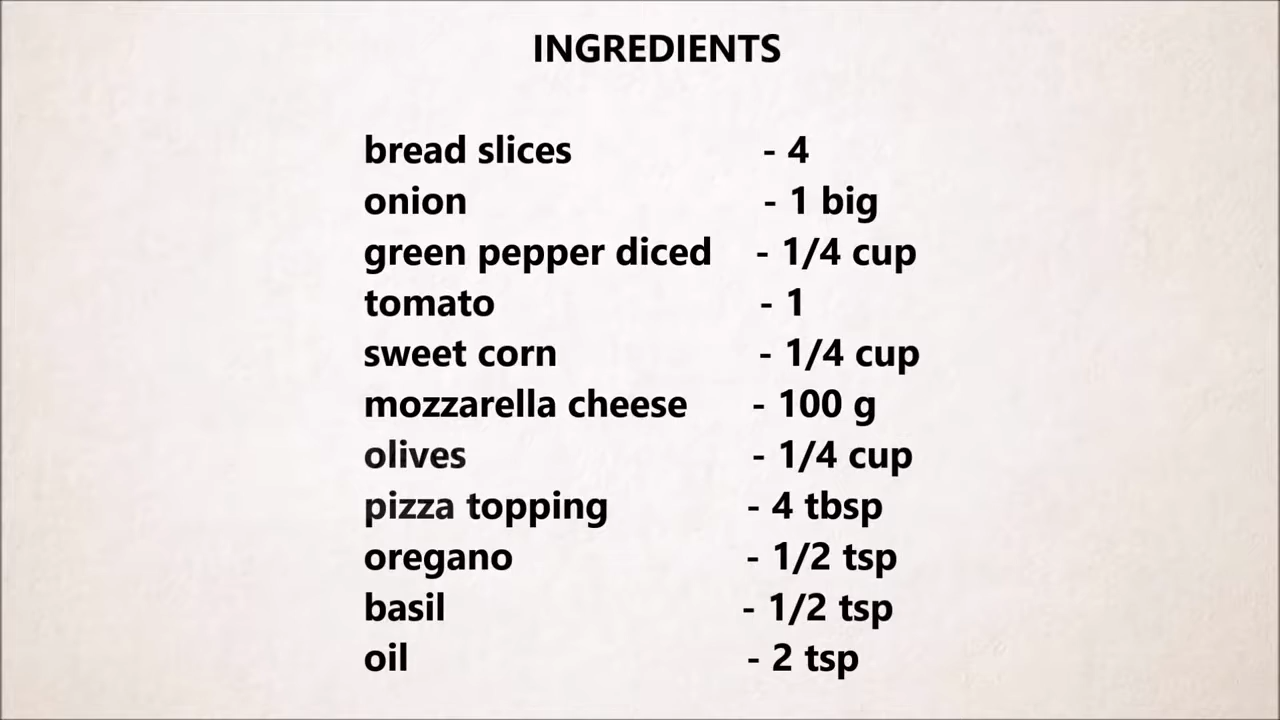 INGREDIENTS
bread slices - 4
onion - 1 big
green pepper diced - 1/4 cup
tomato - 1
sweet corn - 1/4 cup
mozzarella cheese - 100 g
olives - 1/4 cup
pizza topping - 4 tbsp
oregano - 1/2 tsp
basil - 1/2 tsp
oil - 2 tsp